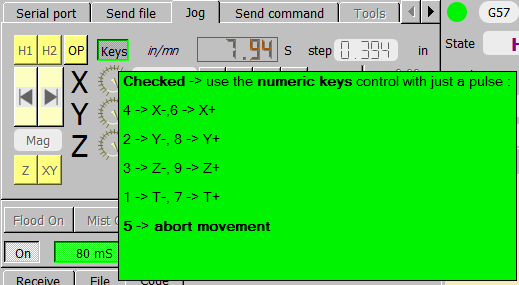 Serial port Send file Jog Send command Tools G57
H1 H2 OP Keys in/mn 7.94 S step 0.394 in State
X
Y
Z
Mag
Z XY
Checked -> use the numeric keys control with just a pulse :
4 -> X-,6 -> X+
2 -> Y-, 8 -> Y+
3 -> Z-, 9 -> Z+
1 -> T-, 7 -> T+
5 -> abort movement
Flood On Mist
On 80 mS
Receive File Code